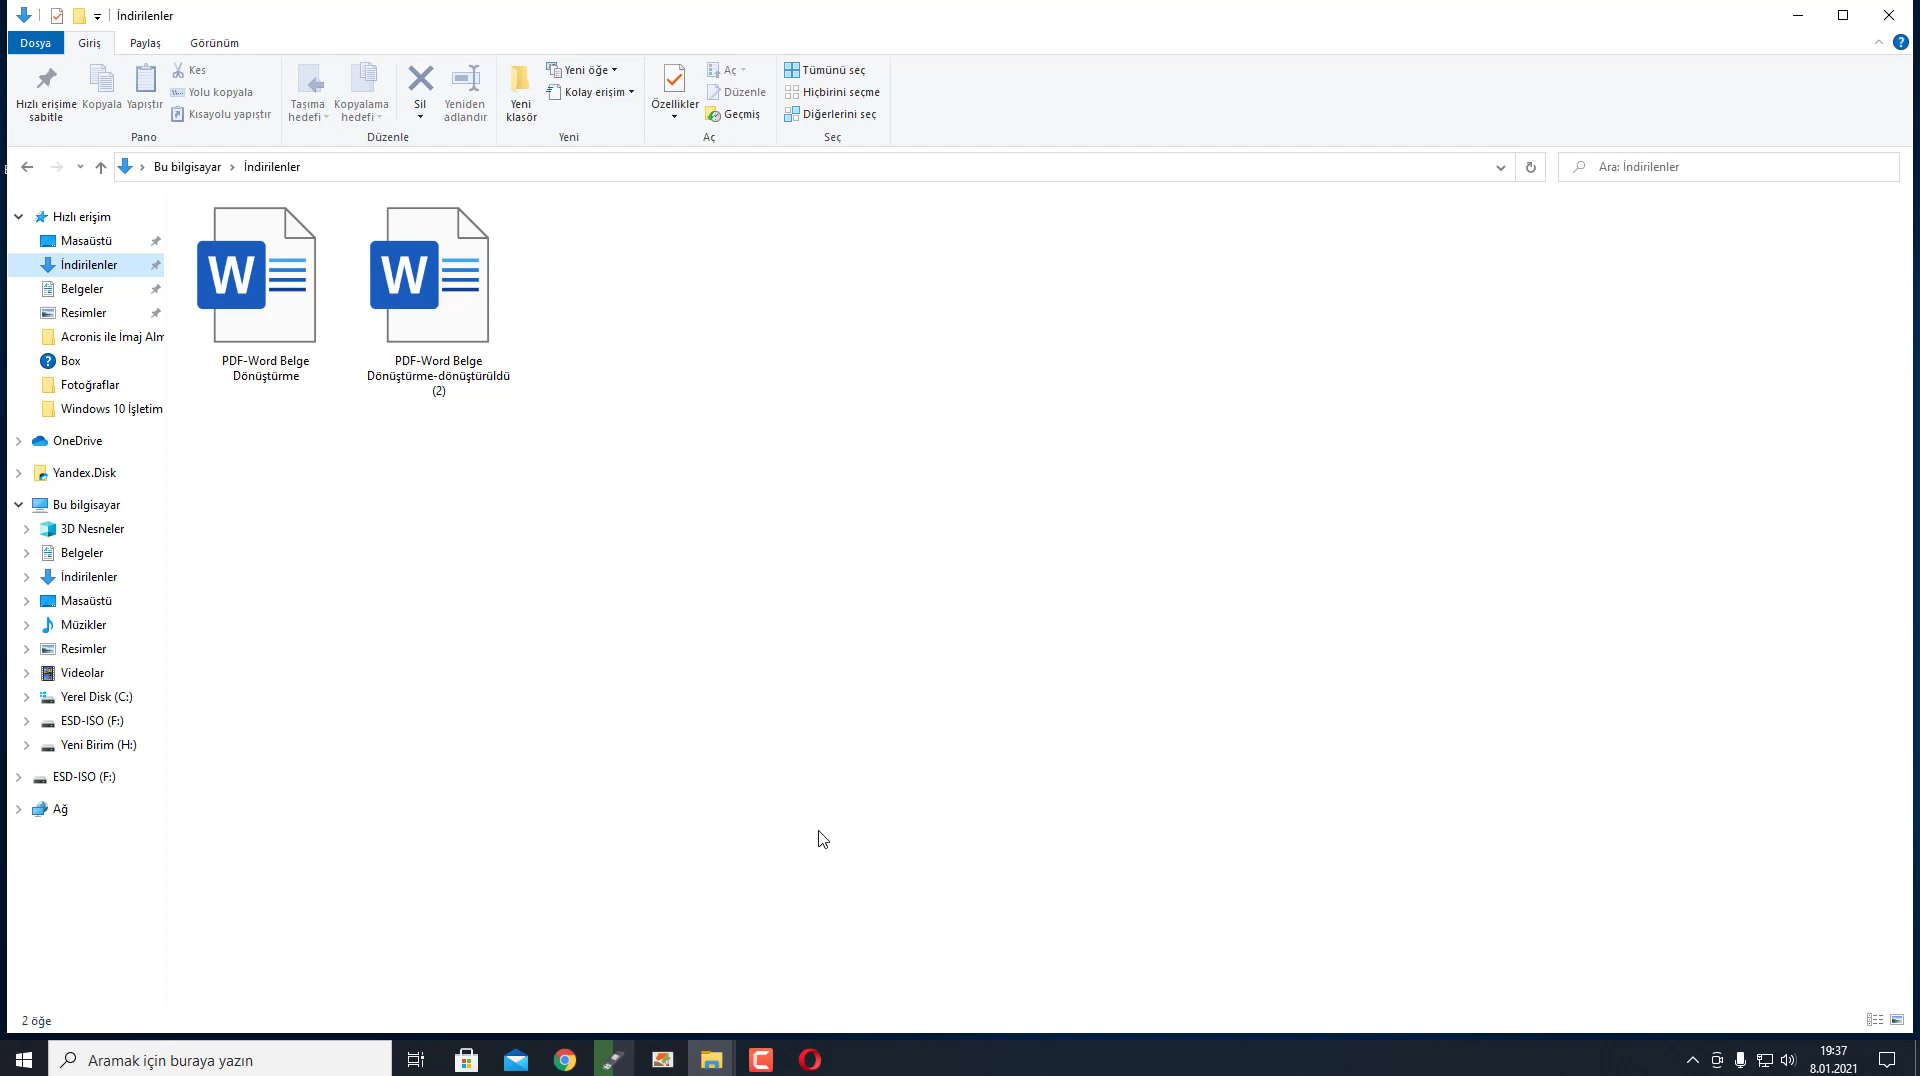 İndirilenler
Dosya Giriş Paylaş Görünüm
Hızlı erişime
sabitle
Kopyala
Yapıştır
Kes
Yolu kopyala
Kısayolu yapıştır
Pano
Taşıma
hedefi
Kopyalama
hedefi
Sil
Yeniden
adlandır
Düzenle
Yeni
klasör
Yeni öğe
Kolay erişim
Yeni
Özellikler
Aç
Düzenle
Geçmiş
Aç
Tümünü seç
Hiçbirini seçme
Diğerlerini seç
Seç
Bu bilgisayar > İndirilenler
Ara: İndirilenler
Hızlı erişim
Masaüstü
İndirilenler
Belgeler
Resimler
Acronis ile İmaj Alm
Box
Fotoğraflar
Windows 10 İşletim
OneDrive
Yandex.Disk
Bu bilgisayar
3D Nesneler
Belgeler
İndirilenler
Masaüstü
Müzikler
Resimler
Videolar
Yerel Disk (C:)
ESD-ISO (F:)
Yeni Birim (H:)
ESD-ISO (F:)
Ağ
W
PDF-Word Belge
Dönüştürme
W
PDF-Word Belge
Dönüştürme-dönüştürüldü
(2)
2 öğe
Aramak için buraya yazın
19:37
8.01.2021